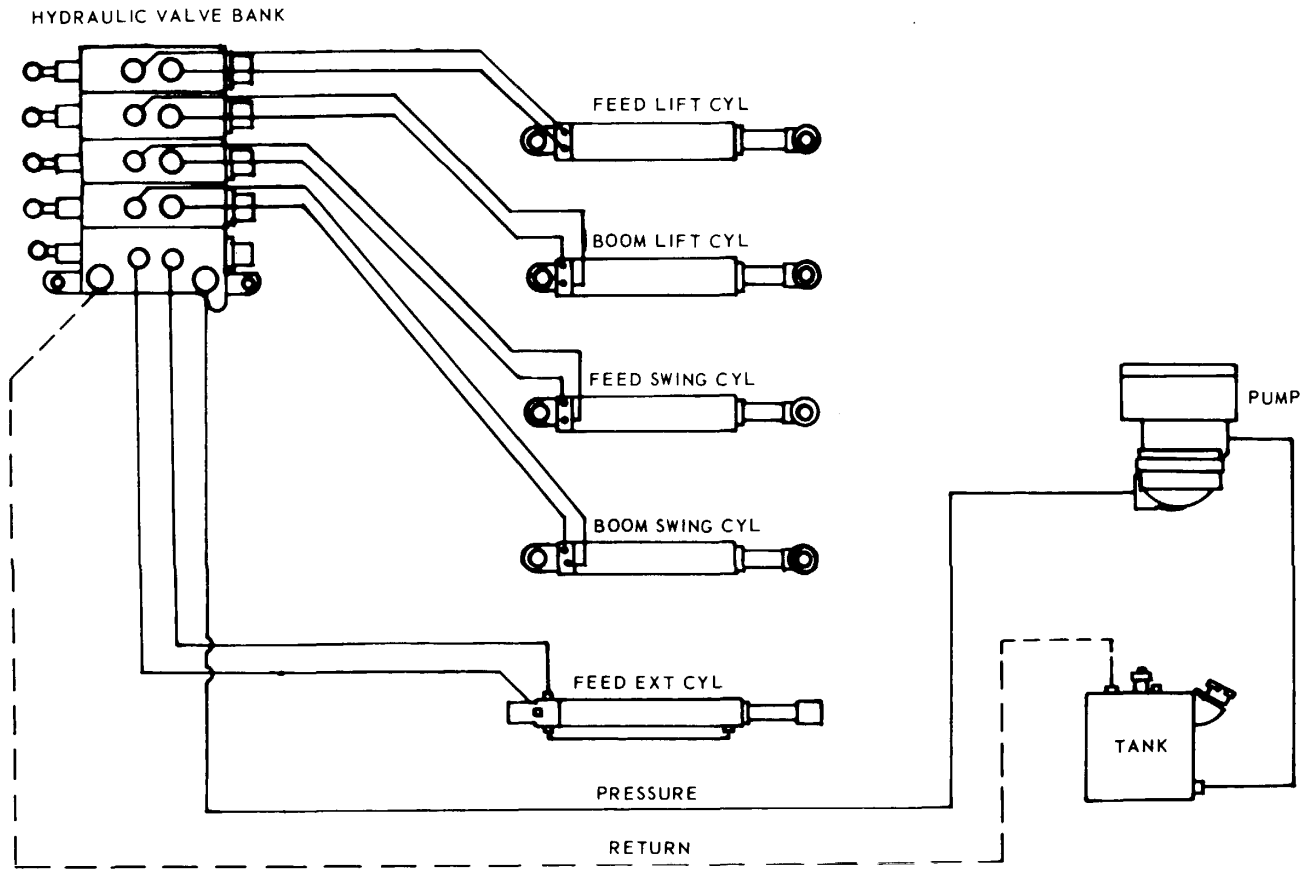 HYDRAULIC VALVE BANK
FEED LIFT CYL
BOOM LIFT CYL
FEED SWING CYL
PUMP
BOOM SWING CYL
FEED EXT CYL
TANK
PRESSURE
RETURN